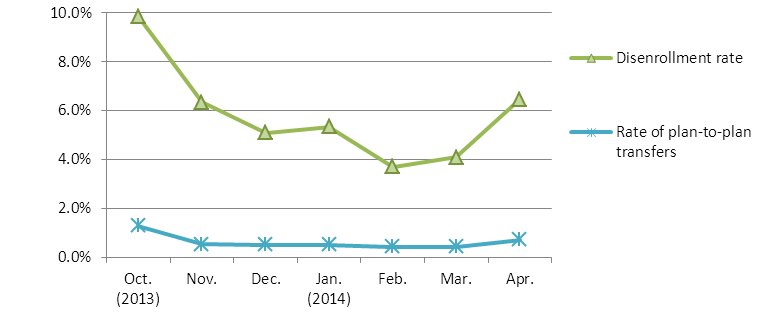 10.0%
8.0%
6.0%
4.0%
2.0%
0.0%
Oct. Nov. Dec. Jan. Feb. Mar. Apr.
(2013) (2014)
Disenrollment rate
Rate of plan-to-plan
transfers